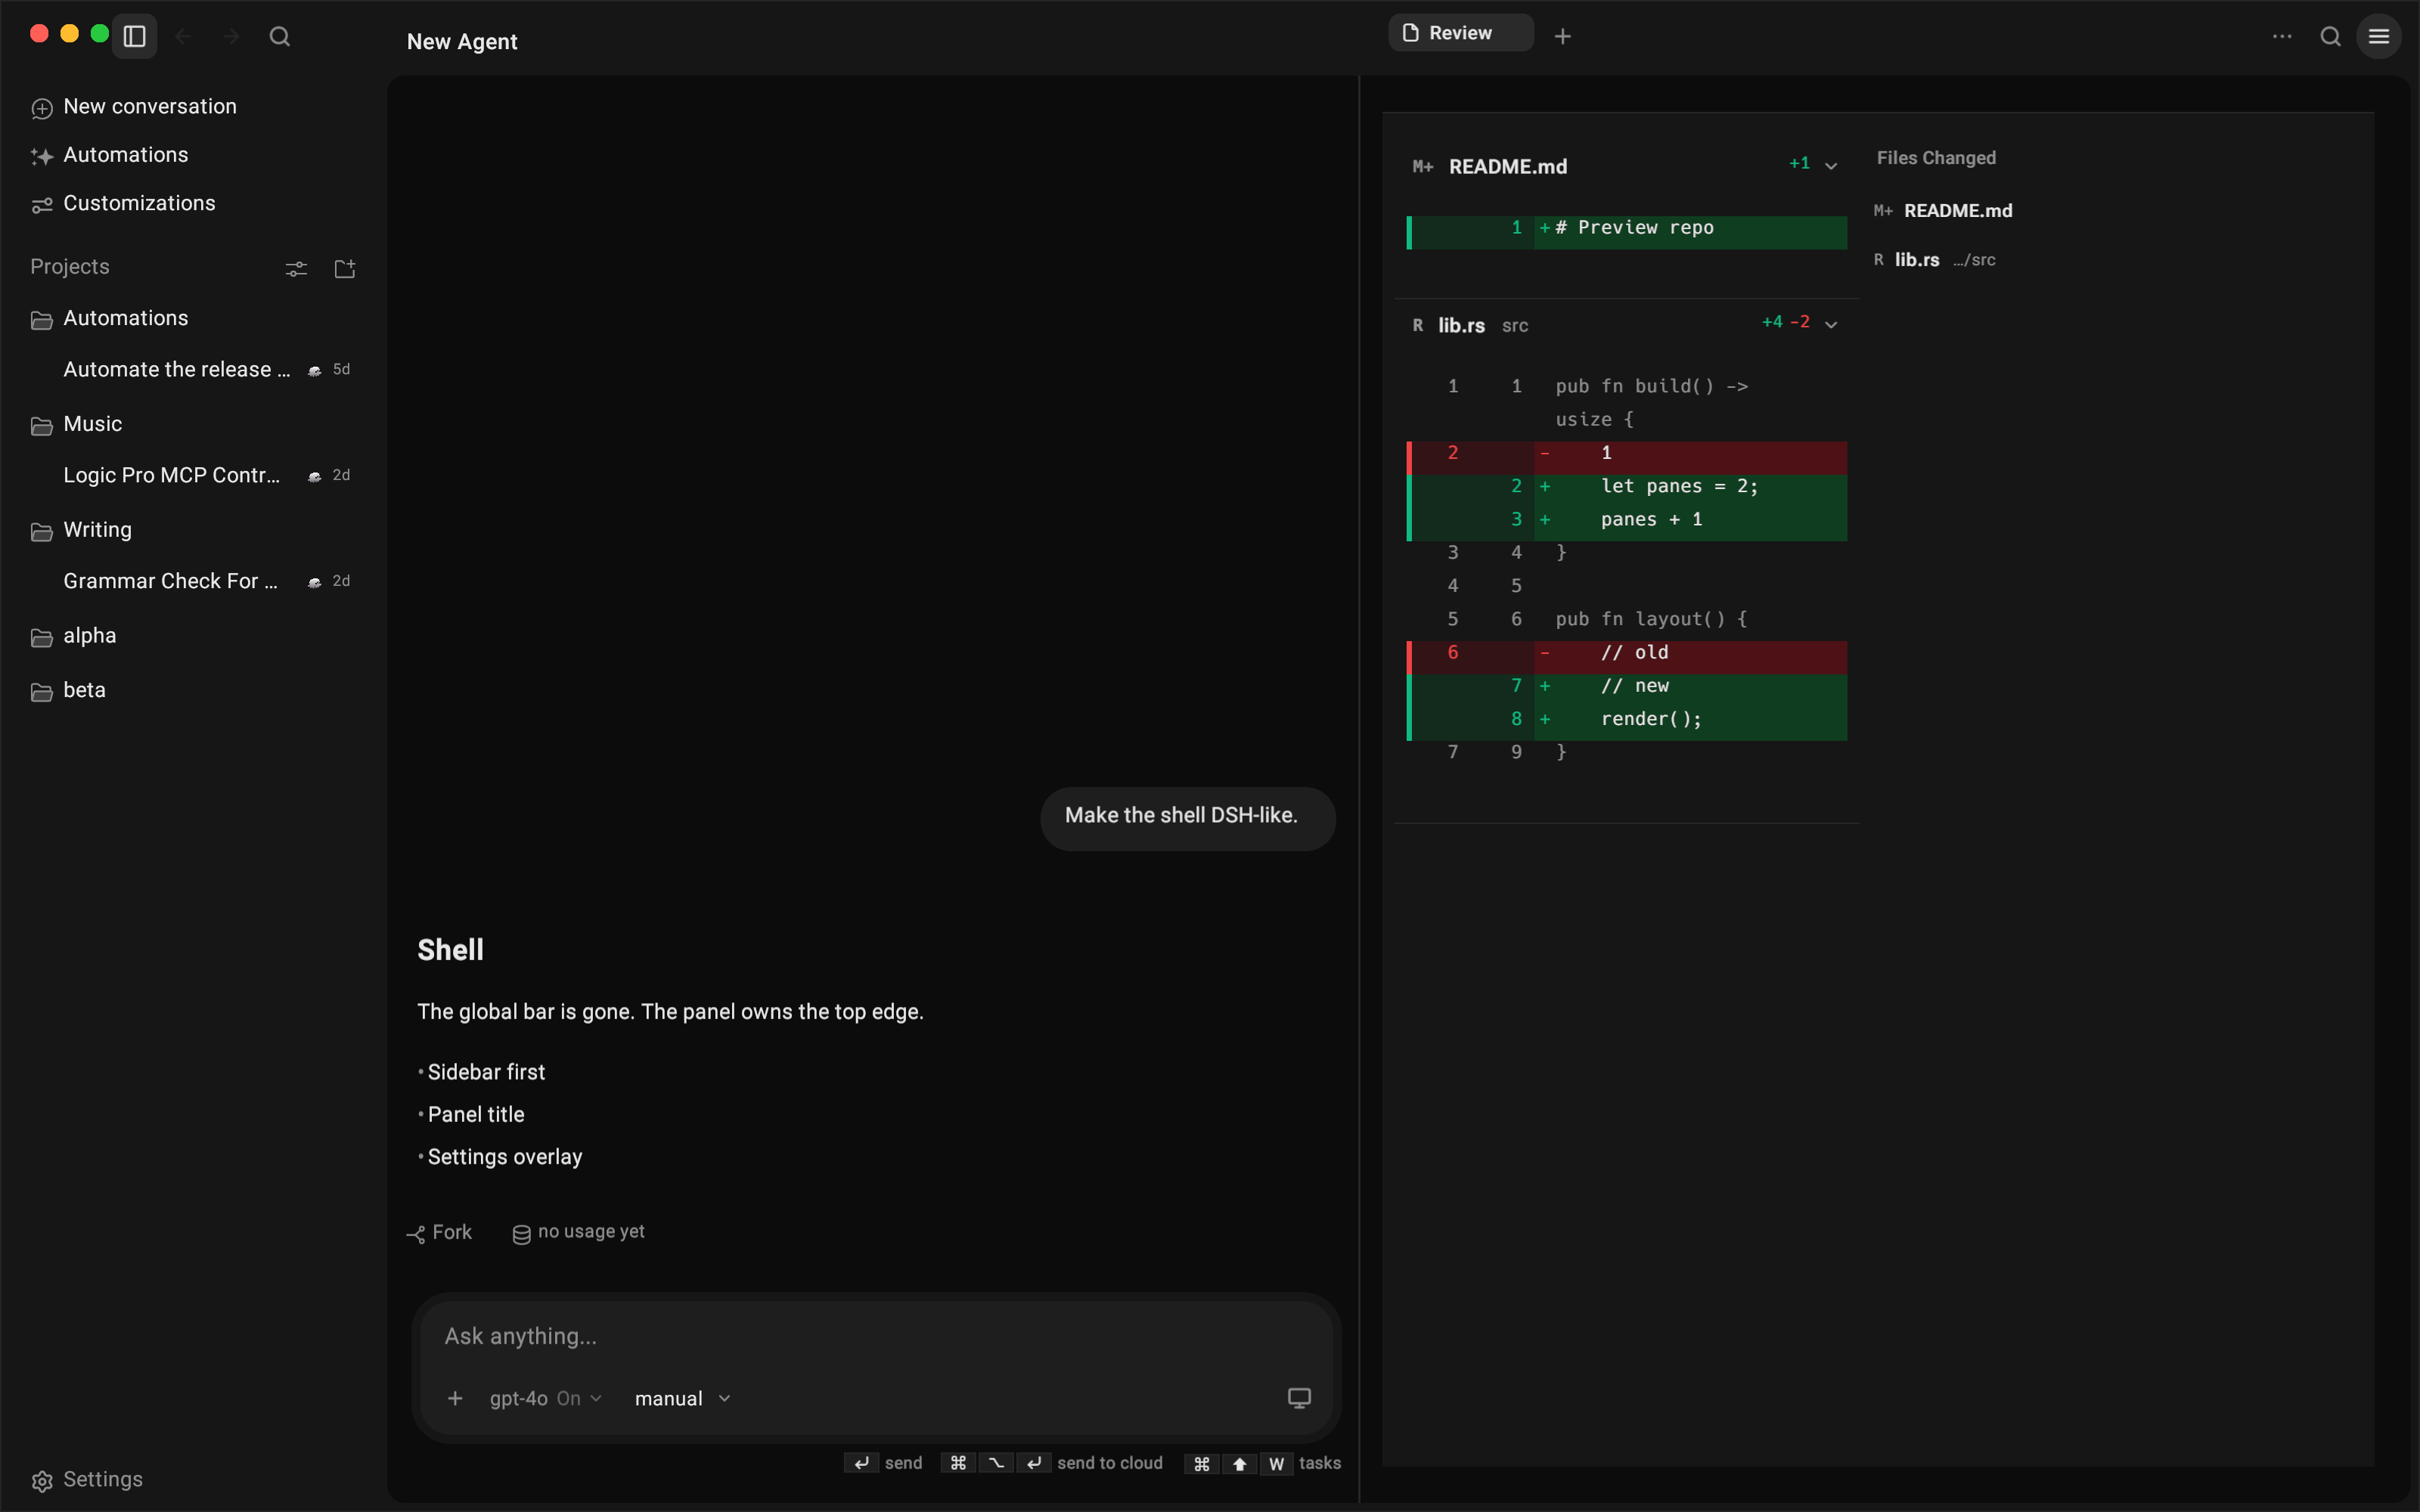 New Agent
Review
New conversation
Automations
Customizations
Projects
Automations
Automate the release ... 5d
Music
Logic Pro MCP Contr... 2d
Writing
Grammar Check For ... 2d
alpha
beta
Settings
Make the shell DSH-like.
Shell
The global bar is gone. The panel owns the top edge.
• Sidebar first
• Panel title
• Settings overlay
Fork no usage yet
Ask anything...
+ gpt-4o On manual
send ⌘ ⌥ send to cloud ⌘ W tasks
M+ README.md +1
1 + # Preview repo
R lib.rs src +4 -2
1 1 pub fn build() ->
usize {
2 - 1
2 + let panes = 2;
3 + panes + 1
3 4 }
4 5
5 6 pub fn layout() {
6 - // old
7 + // new
8 + render();
7 9 }
Files Changed
M+ README.md
R lib.rs .../src